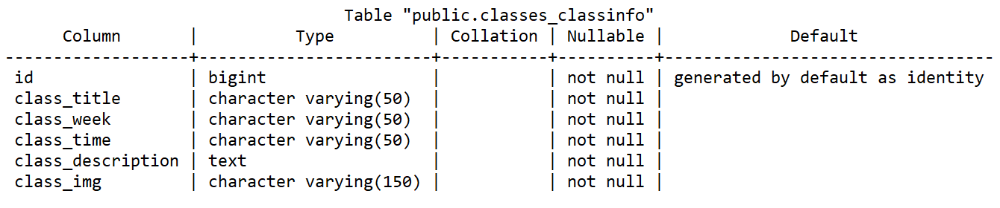 Table "public.classes_classinfo"
      Column       |          Type          | Collation | Nullable |             Default
-------------------+------------------------+-----------+----------+----------------------------------
 id                | bigint                 |           | not null | generated by default as identity
 class_title       | character varying(50)  |           | not null |
 class_week        | character varying(50)  |           | not null |
 class_time        | character varying(50)  |           | not null |
 class_description | text                   |           | not null |
 class_img         | character varying(150) |           | not null |